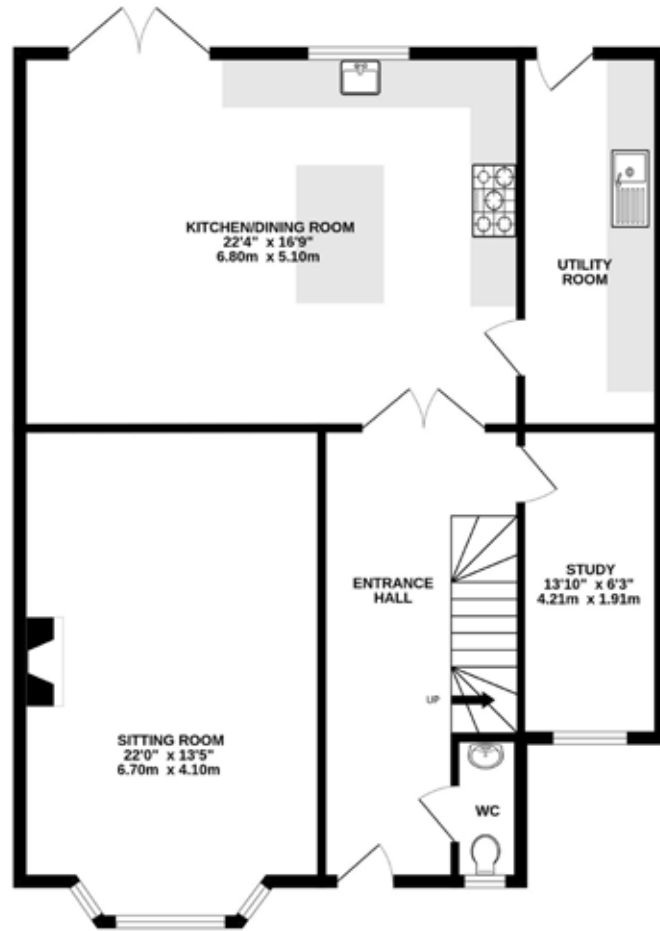 KITCHEN/DINING ROOM
22'4" x 16'9"
6.80m x 5.10m
UTILITY
ROOM
ENTRANCE
HALL
STUDY
13'10" x 6'3"
4.21m x 1.91m
UP
SITTING ROOM
22'0" x 13'5"
6.70m x 4.10m
WC